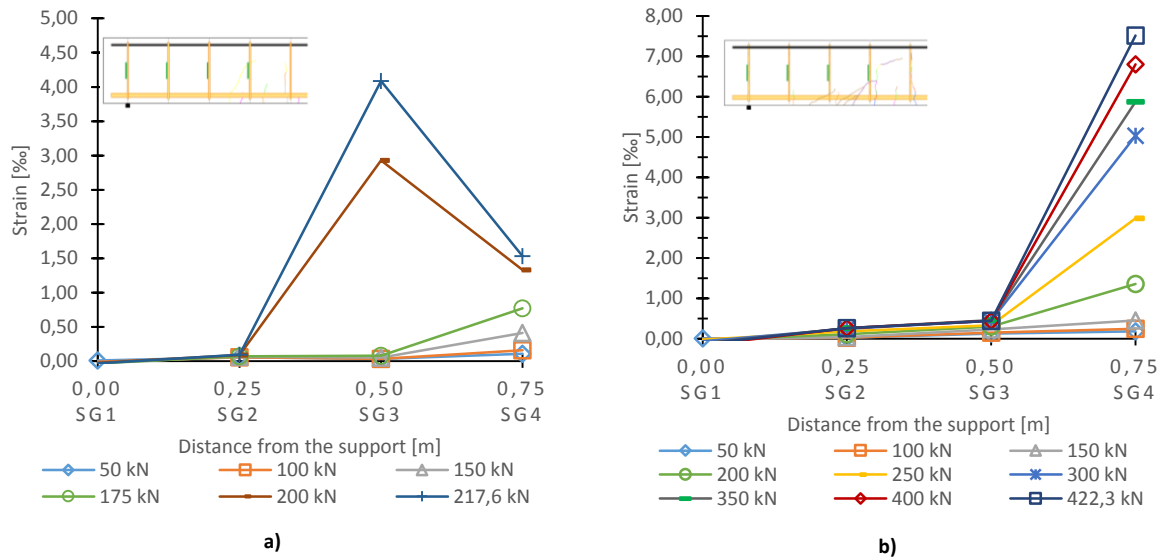 Strain [‰]
5,00
4,50
4,00
3,50
3,00
2,50
2,00
1,50
1,00
0,50
0,00
0,00 0,25 0,50 0,75
SG1 SG2 SG3 SG4
Distance from the support [m]
50 kN 100 kN 150 kN
175 kN 200 kN 217,6 kN
a)
Strain [‰]
8,00
7,00
6,00
5,00
4,00
3,00
2,00
1,00
0,00
0,00 0,25 0,50 0,75
SG1 SG2 SG3 SG4
Distance from the support [m]
50 kN 100 kN 150 kN
200 kN 250 kN 300 kN
350 kN 400 kN 422,3 kN
b)